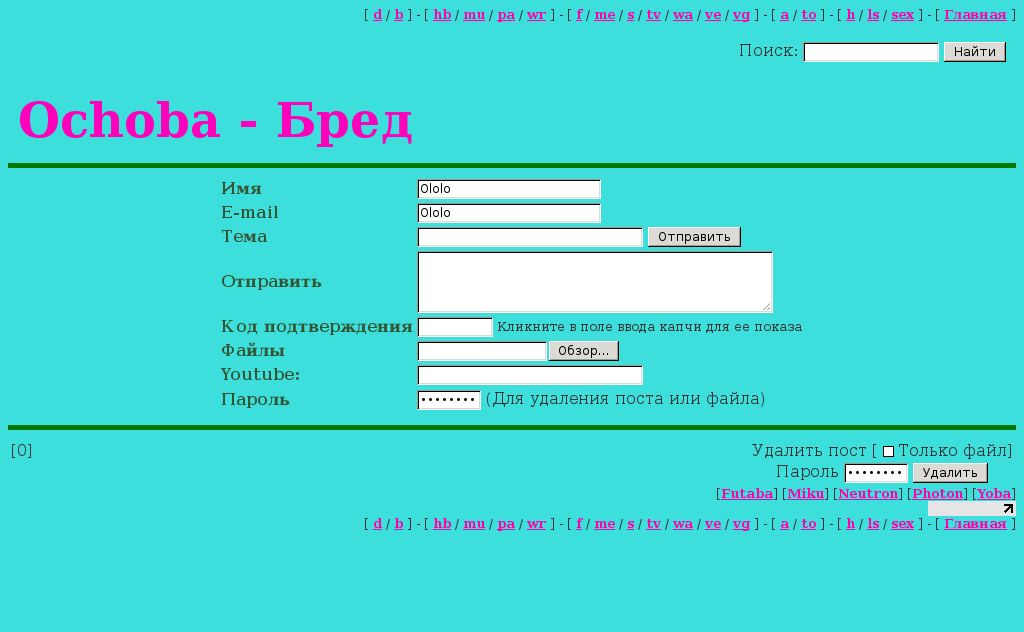 [ d / b ] - [ hb / mu / pa / wr ] - [ f / me / s / tv / wa / ve / vg ] - [ a / to ] - [ h / ls / sex ] - [ Главная ]
Поиск: Найти
Ochoba - Бред
Имя Ololo
E-mail Ololo
Тема Отправить
Отправить
Код подтверждения Кликните в поле ввода капчи для ее показа
Файлы Обзор...
Youtube:
Пароль •••••••• (Для удаления поста или файла)
[0] Удалить пост [ Только файл]
Пароль •••••••• Удалить
[Futaba] [Miku] [Neutron] [Photon] [Yoba]
[ d / b ] - [ hb / mu / pa / wr ] - [ f / me / s / tv / wa / ve / vg ] - [ a / to ] - [ h / ls / sex ] - [ Главная ]